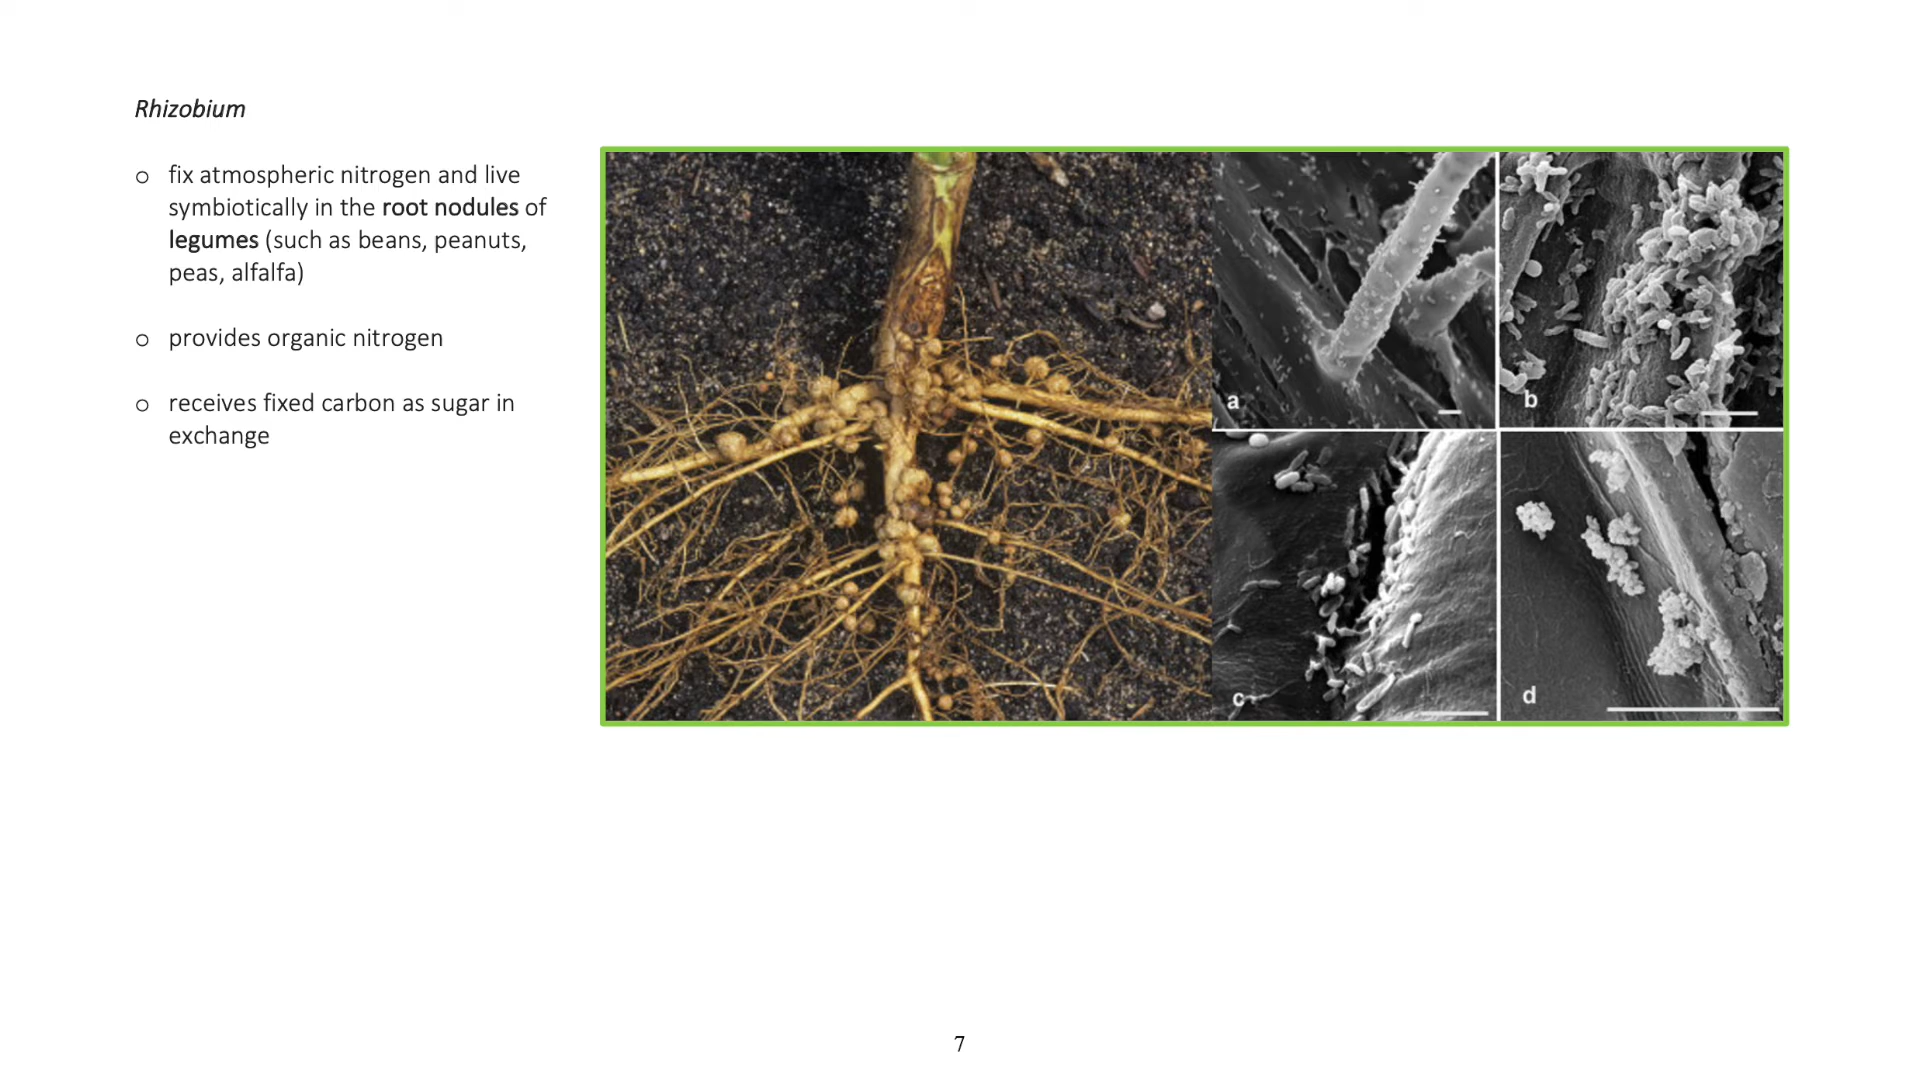 Rhizobium
o fix atmospheric nitrogen and live
symbiotically in the root nodules of
legumes (such as beans, peanuts,
peas, alfalfa)
o provides organic nitrogen
o receives fixed carbon as sugar in
exchange
a
b
c
d
7